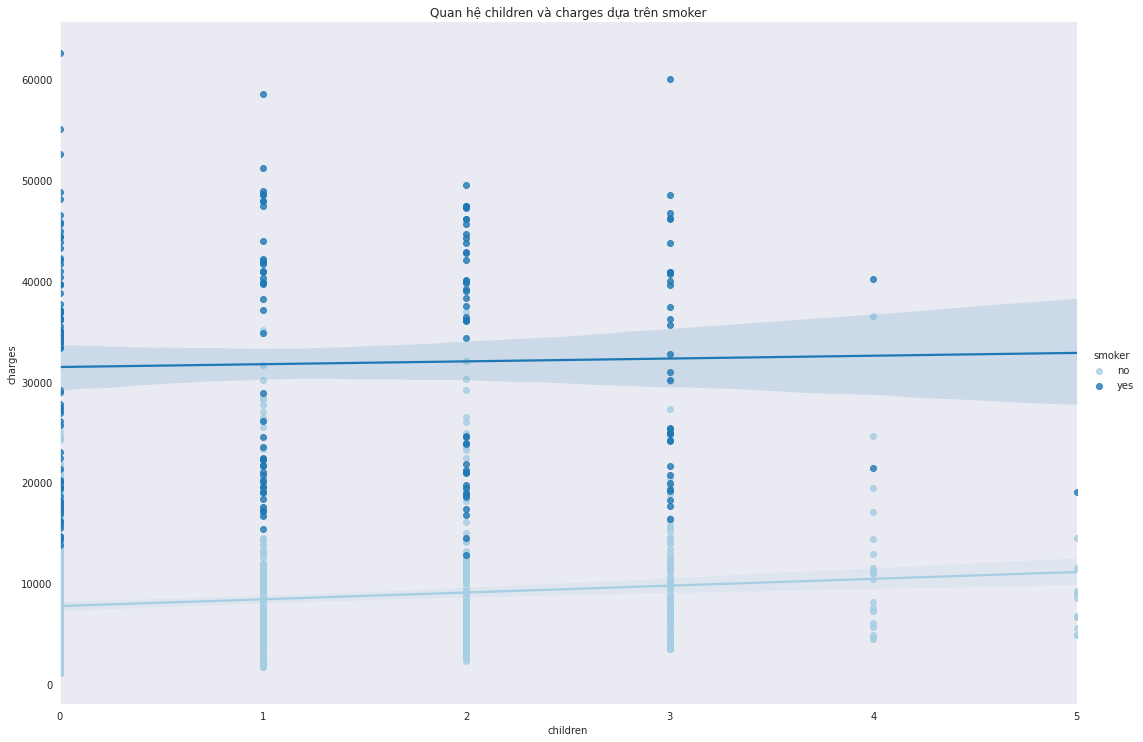 Quan hệ children và charges dựa trên smoker
60000
50000
40000
30000
20000
10000
0
charges
0 1 2 3 4 5
children
smoker
no
yes